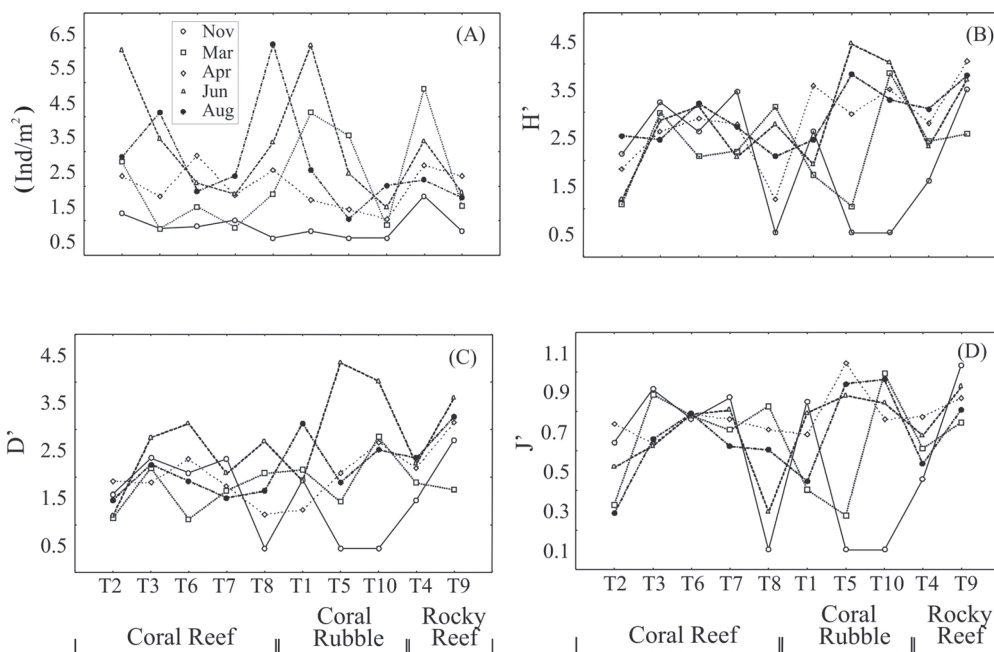 (A)
Nov
Mar
Apr
Jun
Aug
(Ind/m²)
6.5
5.5
4.5
3.5
2.5
1.5
0.5
(B)
H'
4.5
3.5
2.5
1.5
0.5
(C)
D'
4.5
3.5
2.5
1.5
0.5
T2 T3 T6 T7 T8 T1 T5 T10 T4 T9
Coral Reef
Coral
Rubble
Rocky
Reef
(D)
J'
1.1
0.9
0.7
0.5
0.3
0.1
T2 T3 T6 T7 T8 T1 T5 T10 T4 T9
Coral Reef
Coral
Rubble
Rocky
Reef